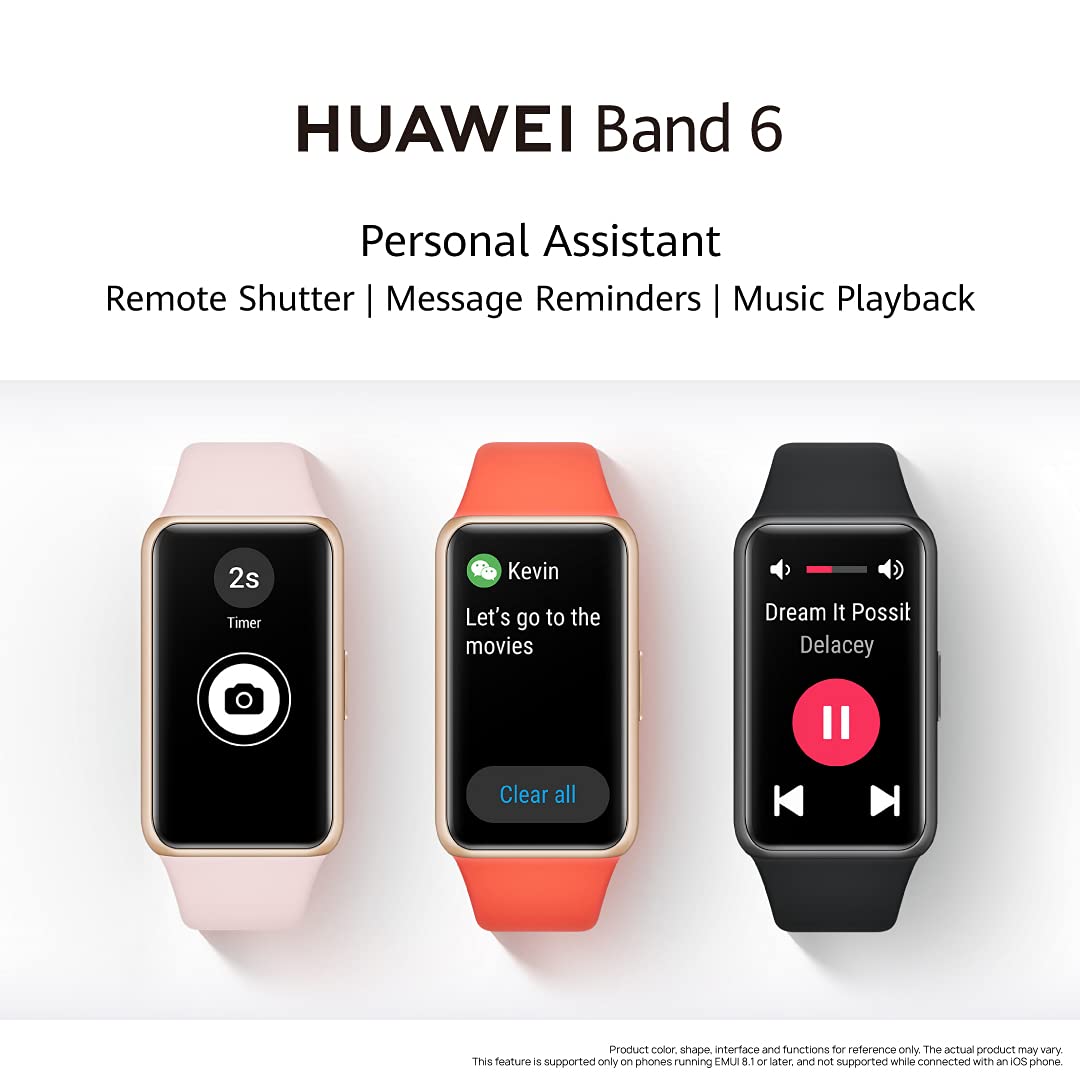 HUAWEI Band 6
Personal Assistant
Remote Shutter | Message Reminders | Music Playback
2s
Timer
Kevin
Let's go to the
movies
Clear all
Dream It Possib
Delacey
Product color, shape, interface and functions for reference only. The actual product may vary.
This feature is supported only on phones running EMUI 8.1 or later, and not supported while connected with an iOS phone.